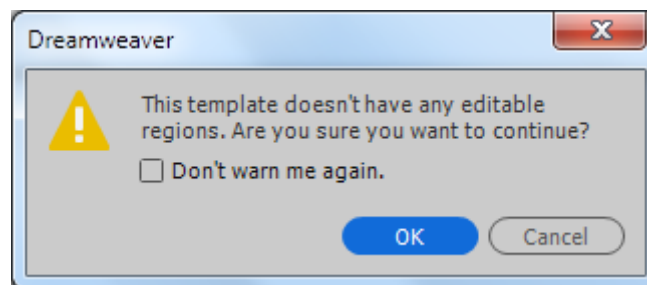 Dreamweaver
This template doesn't have any editable
regions. Are you sure you want to continue?
Don't warn me again.
OK
Cancel